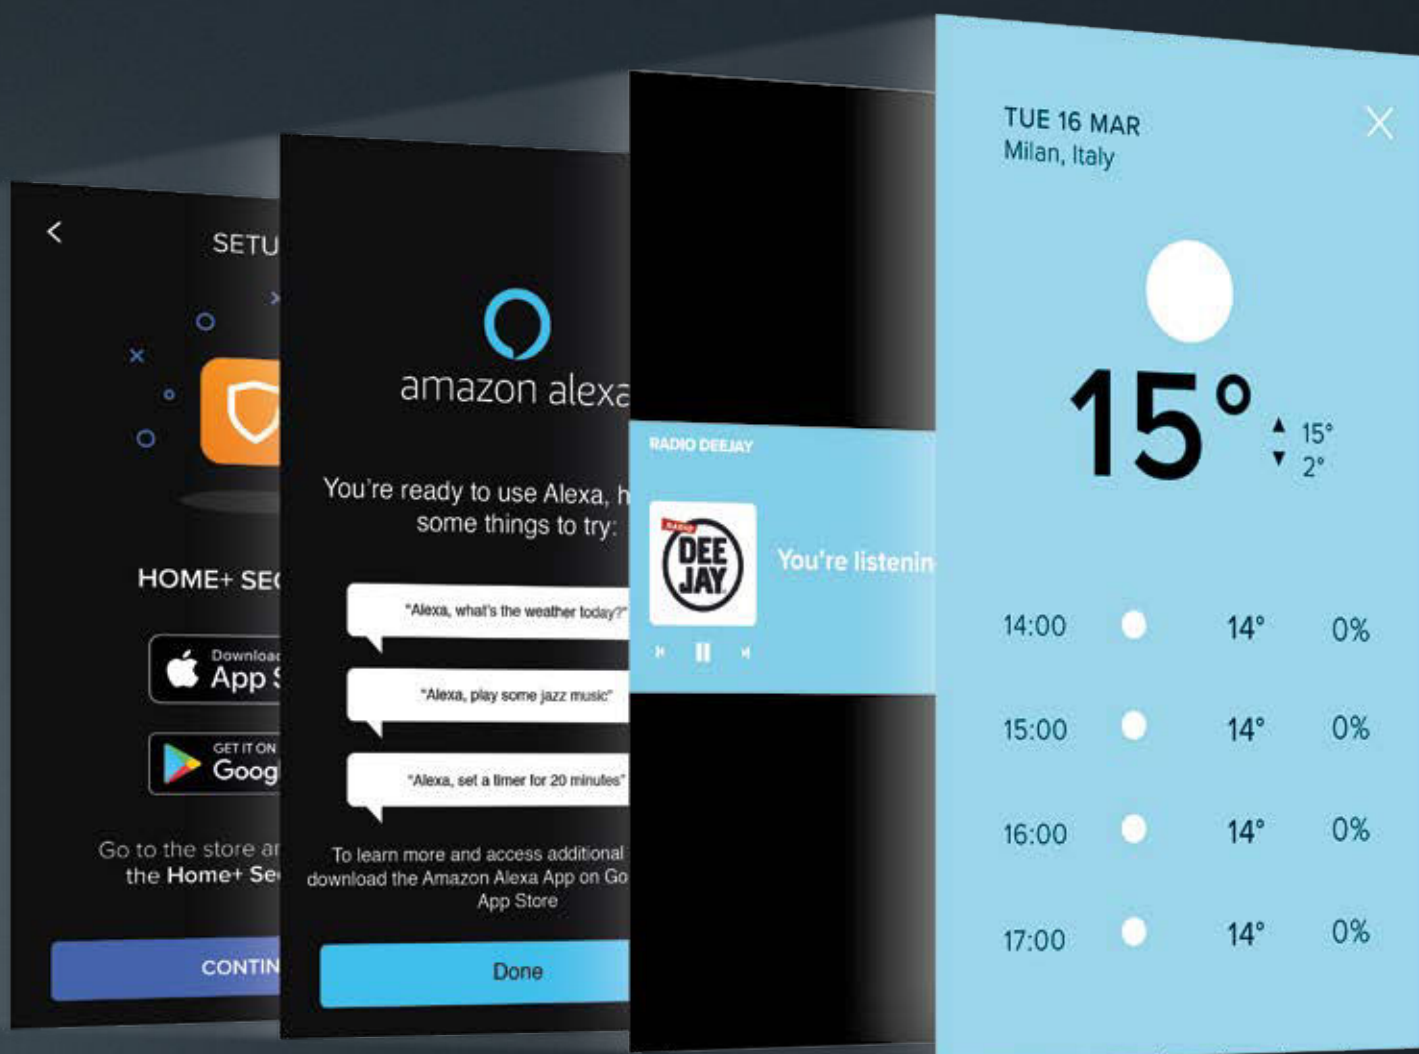 SETU
HOME+ SEC
Download
App S
GET IT ON
Goog
Go to the store an
the Home+ Se
CONTIN
amazon alexa
You're ready to use Alexa, h
some things to try:
"Alexa, what's the weather today?"
"Alexa, play some jazz music"
"Alexa, set a timer for 20 minutes"
To learn more and access additional
download the Amazon Alexa App on Go
App Store
Done
RADIO DEEJAY
RADIO
DEE
JAY
You're listenin
TUE 16 MAR
Milan, Italy
15°
15°
2°
14:00 14° 0%
15:00 14° 0%
16:00 14° 0%
17:00 14° 0%